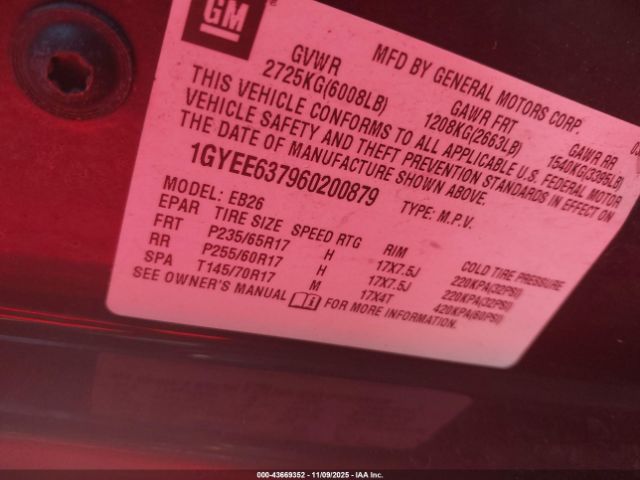 GM
MFD BY GENERAL MOTORS CORP.
GVWR GAWR FRT GAWR RR
2725KG(6008LB) 1208KG(2663LB) 1540KG(3395LB)
THIS VEHICLE CONFORMS TO ALL APPLICABLE U.S. FEDERAL MOTOR
VEHICLE SAFETY AND THEFT PREVENTION STANDARDS IN EFFECT ON
THE DATE OF MANUFACTURE SHOWN ABOVE.
1GYEE637960200879 TYPE: M.P.V.
MODEL: EB26
EPAR TIRE SIZE SPEED RTG RIM COLD TIRE PRESSURE
FRT P235/65R17 H 17X7.5J 220KPA(32PSI)
RR P255/60R17 H 17X7.5J 220KPA(32PSI)
SPA T145/70R17 M 17X4T 420KPA(60PSI)
SEE OWNER'S MANUAL FOR MORE INFORMATION.
000-43669352 - 11/09/2025 - IAA Inc.